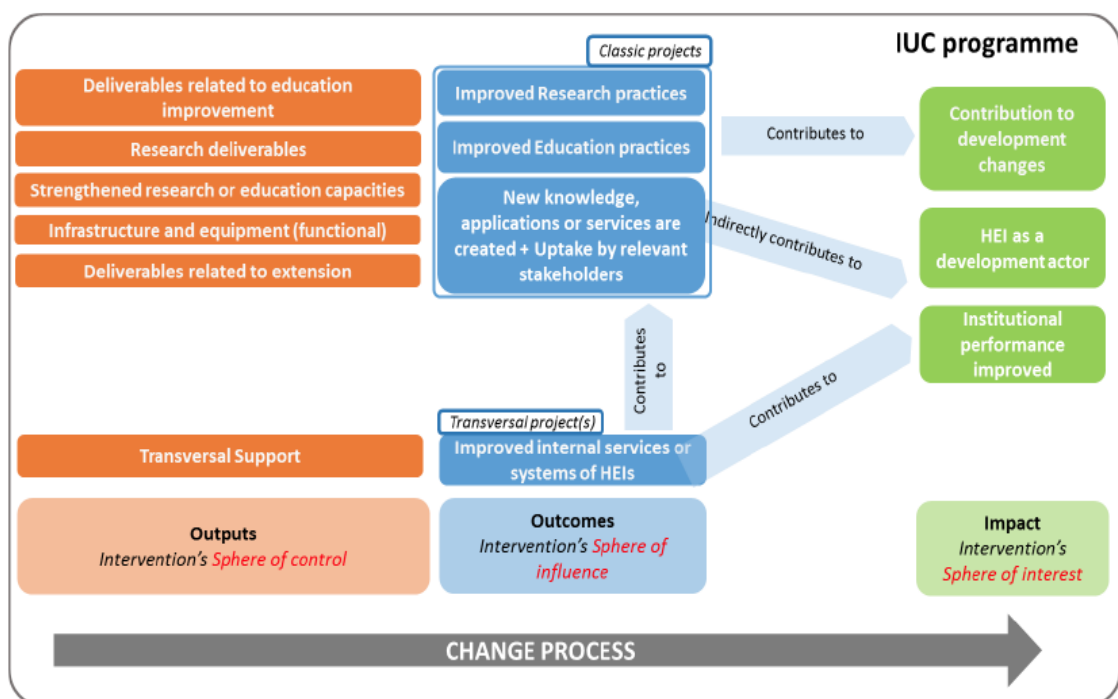 IUC programme
Classic projects
Deliverables related to education
improvement
Research deliverables
Strengthened research or education capacities
Infrastructure and equipment (functional)
Deliverables related to extension
Improved Research practices
Improved Education practices
New knowledge,
applications or services are
created + Uptake by relevant
stakeholders
Contributes to
Indirectly contributes to
Contribution to
development
changes
HEI as a
development actor
Institutional
performance
improved
Contributes
to
Contributes to
Transversal project(s)
Transversal Support
Improved internal services or
systems of HEIs
Outputs
Intervention's Sphere of control
Outcomes
Intervention's Sphere of
influence
Impact
Intervention's
Sphere of interest
CHANGE PROCESS